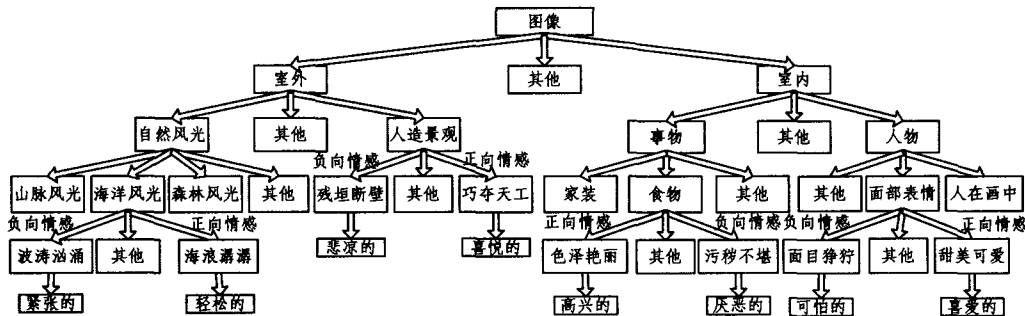 图像
室外 其他 室内
自然风光 其他 人造景观 事物 其他 人物
负向情感 正向情感
山脉风光 海洋风光 森林风光 其他 残垣断壁 其他 巧夺天工 家装 食物 其他 其他 面部表情 人在画中
负向情感 正向情感 正向情感 负向情感 负向情感 正向情感
波涛汹涌 其他 海浪潺潺 悲凉的 喜悦的 色泽艳丽 其他 污秽不堪 面目狰狞 其他 甜美可爱
紧张的 轻松的 高兴的 厌恶的 可怕的 喜爱的